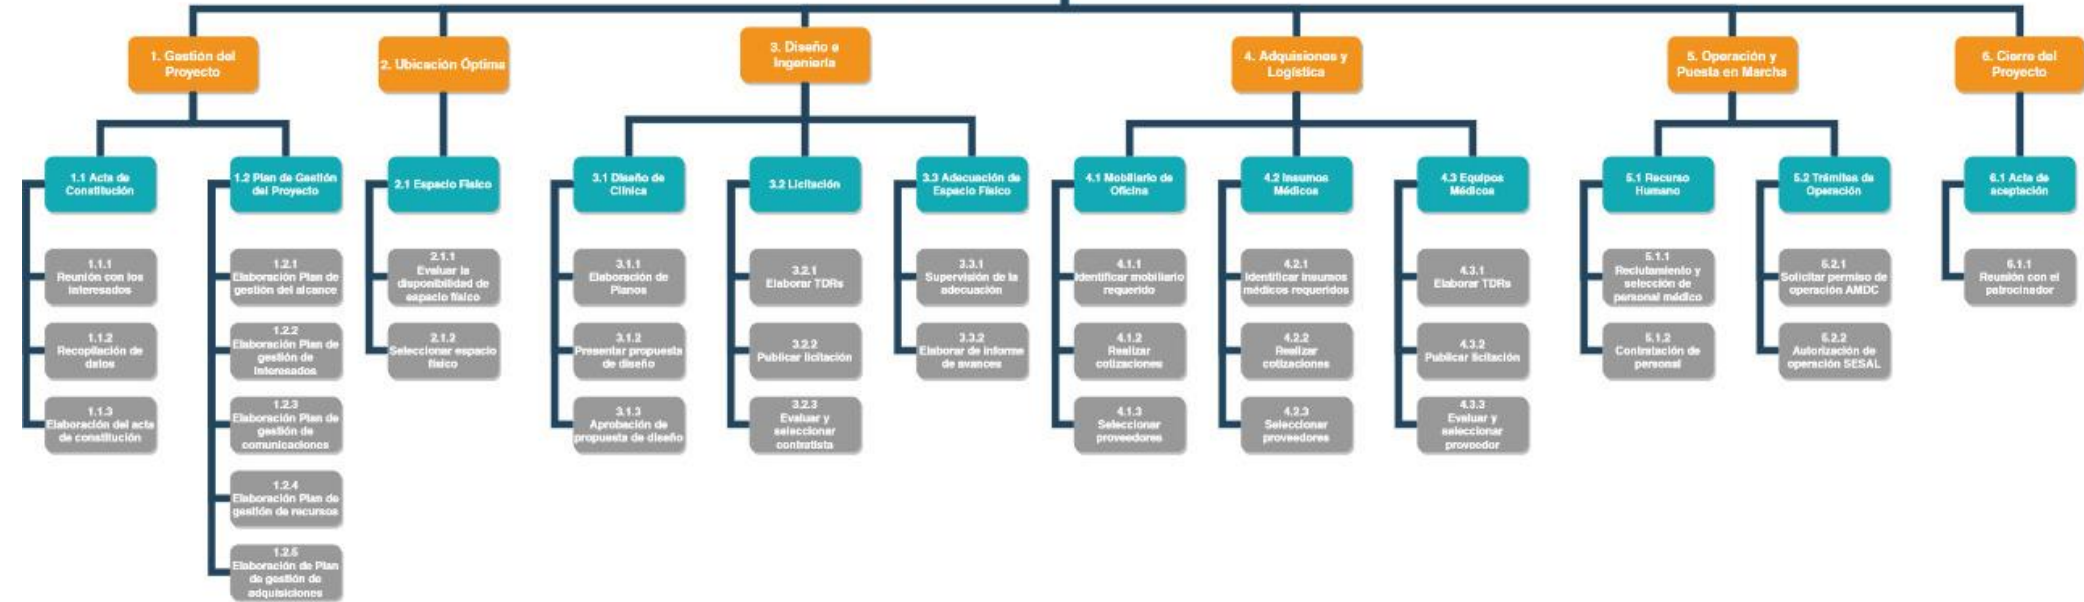 1. Gestión del
Proyecto
2. Ubicación Óptima
3. Diseño e
Ingeniería
4. Adquisiones y
Logística
5. Operación y
Puesta en Marcha
6. Cierre del
Proyecto
1.1 Acta de
Constitución
1.2 Plan de Gestión
del Proyecto
2.1 Espacio Físico
3.1 Diseño de
Clínica
3.2 Licitación
3.3 Adecuación de
Espacio Físico
4.1 Mobiliario de
Oficina
4.2 Insumos
Médicos
4.3 Equipos
Médicos
5.1 Recurso
Humano
5.2 Trámites de
Operación
6.1 Acta de
aceptación
1.1.1
Reunión con los
interesados
1.1.2
Recopilación de
datos
1.1.3
Elaboración del acta
de constitución
1.2.1
Elaboración Plan de
gestión del alcance
1.2.2
Elaboración Plan de
gestión de
interesados
1.2.3
Elaboración Plan de
gestión de
comunicaciones
1.2.4
Elaboración Plan de
gestión de recursos
1.2.5
Elaboración de Plan
de gestión de
adquisiciones
2.1.1
Evaluar la
disponibilidad de
espacio físico
2.1.2
Seleccionar espacio
físico
3.1.1
Elaboración de
Planos
3.1.2
Presentar propuesta
de diseño
3.1.3
Aprobación de
propuesta de diseño
3.2.1
Elaborar TDRs
3.2.2
Publicar licitación
3.2.3
Evaluar y
seleccionar
contratista
3.3.1
Supervisión de la
adecuación
3.3.2
Elaborar de informe
de avances
4.1.1
Identificar mobiliario
requerido
4.1.2
Realizar
cotizaciones
4.1.3
Seleccionar
proveedores
4.2.1
Identificar insumos
médicos requeridos
4.2.2
Realizar
cotizaciones
4.2.3
Seleccionar
proveedores
4.3.1
Elaborar TDRs
4.3.2
Publicar licitación
4.3.3
Evaluar y
seleccionar
proveedor
5.1.1
Reclutamiento y
selección de
personal médico
5.1.2
Contratación de
personal
5.2.1
Solicitar permiso de
operación AMDC
5.2.2
Autorización de
operación SESAL
6.1.1
Reunión con el
patrocinador